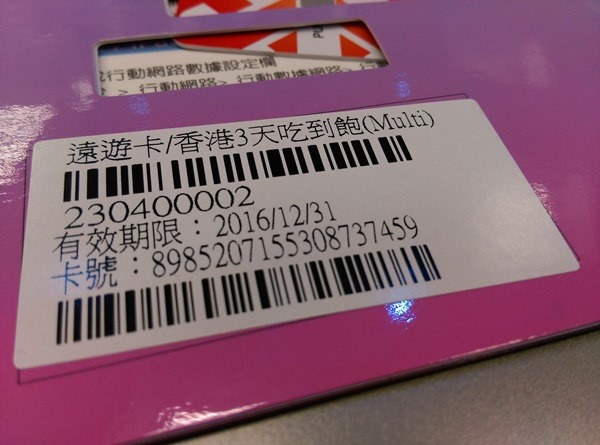 行動網路數據設定欄
> 行動網路> 行動數據網路> 行
遠遊卡/香港3天吃到飽(Multi)
230400002
有效期限：2016/12/31
卡號：8985207155308737459